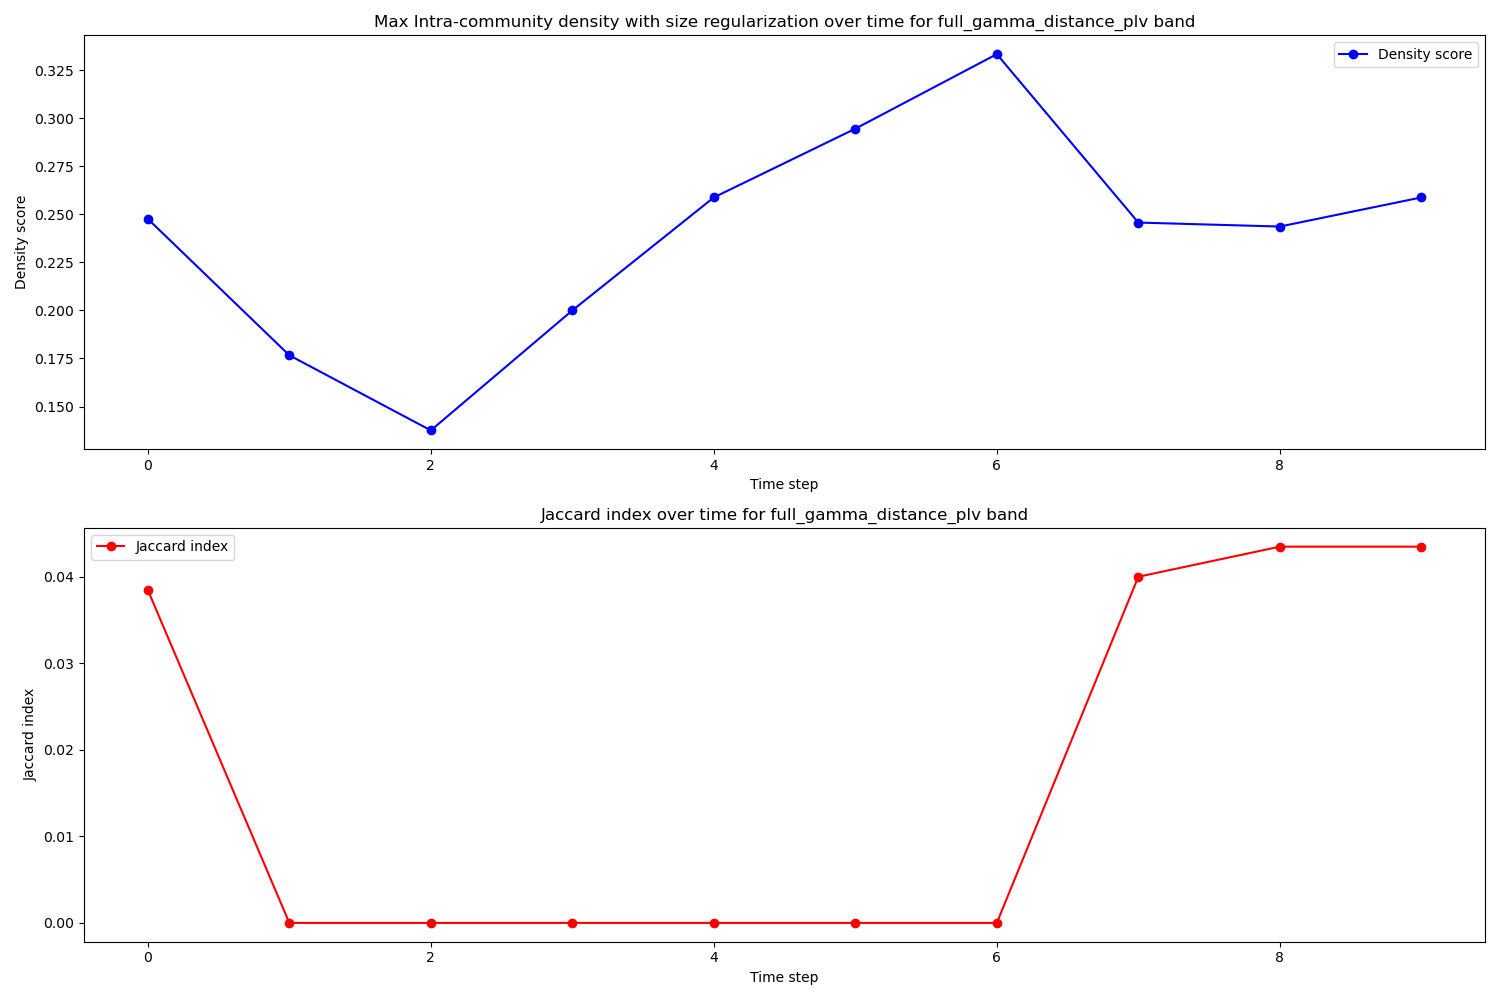 Max Intra-community density with size regularization over time for full_gamma_distance_plv band
Density score
0.325
0.300
0.275
0.250
0.225
0.200
0.175
0.150
Density score
0 2 4 6 8
Time step
Jaccard index over time for full_gamma_distance_plv band
Jaccard index
0.04
0.03
0.02
0.01
0.00
Jaccard index
0 2 4 6 8
Time step